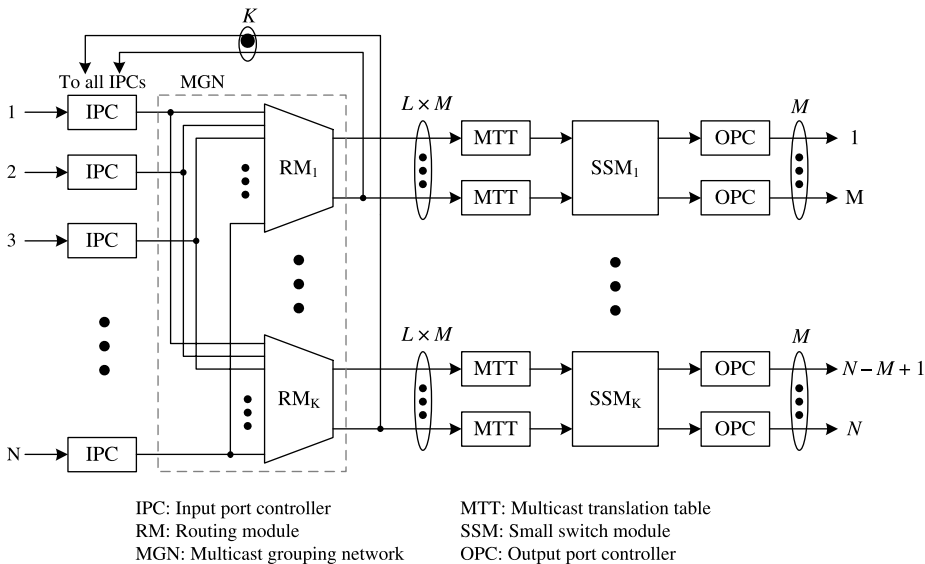 K
To all IPCs
MGN
1 IPC
2 IPC
3 IPC
N IPC
RM1
RMK
L × M
MTT
MTT
SSM1
OPC
OPC
M
1
M
L × M
MTT
MTT
SSMK
OPC
OPC
M
N – M + 1
N
IPC: Input port controller
RM: Routing module
MGN: Multicast grouping network
MTT: Multicast translation table
SSM: Small switch module
OPC: Output port controller